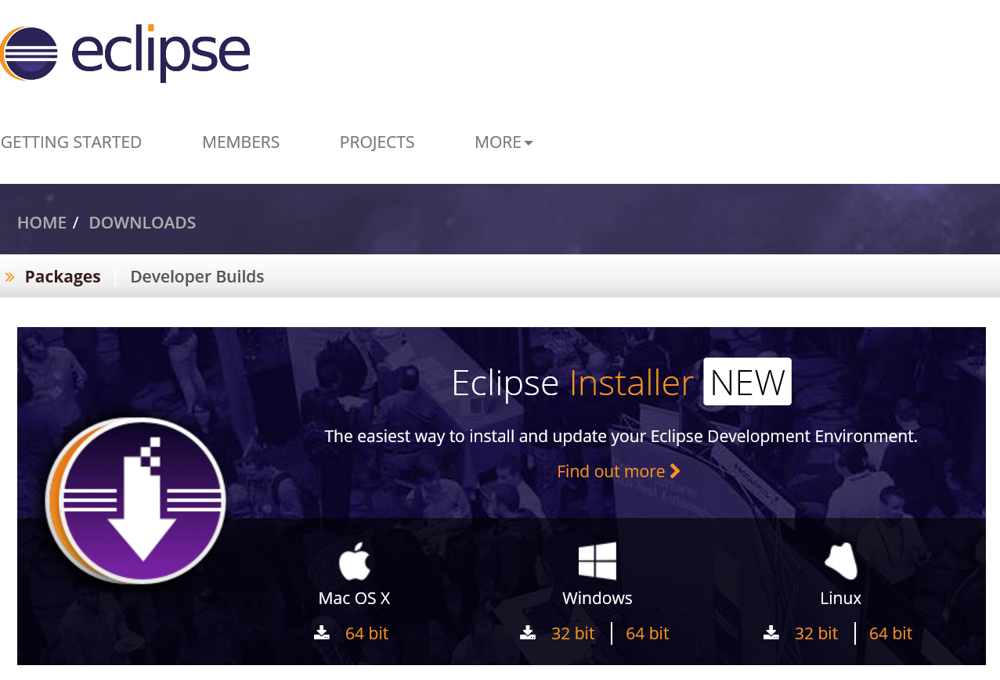 eclipse
GETTING STARTED MEMBERS PROJECTS MORE
HOME / DOWNLOADS
Packages Developer Builds
Eclipse Installer NEW
The easiest way to install and update your Eclipse Development Environment.
Find out more
Mac OS X Windows Linux
64 bit 32 bit 64 bit 32 bit 64 bit